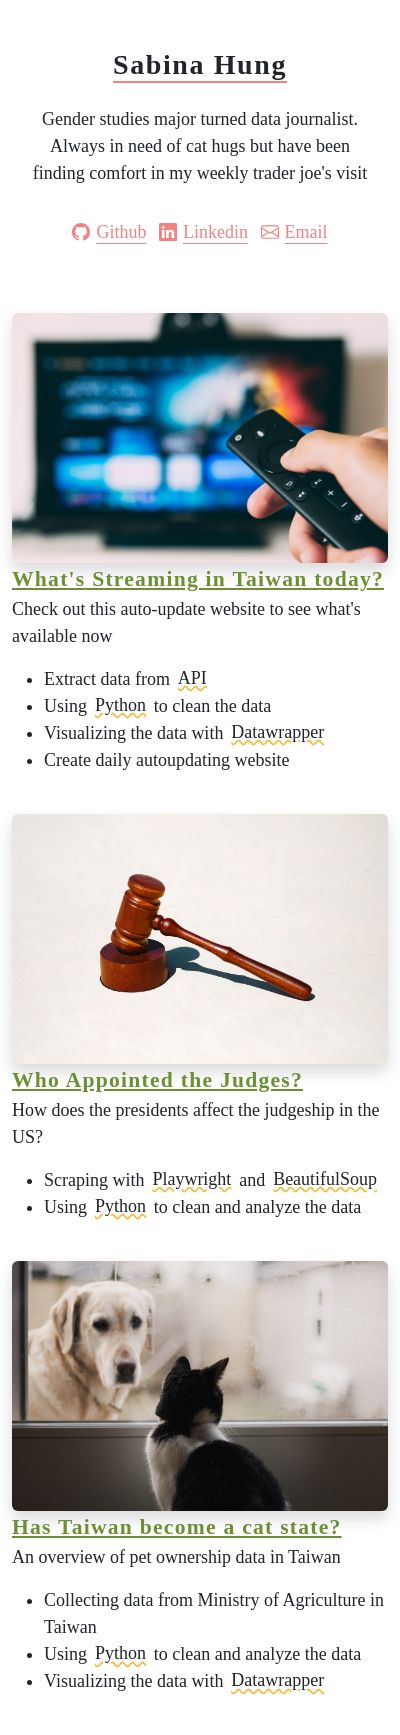 Sabina Hung
Gender studies major turned data journalist.
Always in need of cat hugs but have been
finding comfort in my weekly trader joe's visit
Github Linkedin Email
What's Streaming in Taiwan today?
Check out this auto-update website to see what's
available now
Extract data from API
Using Python to clean the data
Visualizing the data with Datawrapper
Create daily autoupdating website
Who Appointed the Judges?
How does the presidents affect the judgeship in the
US?
Scraping with Playwright and BeautifulSoup
Using Python to clean and analyze the data
Has Taiwan become a cat state?
An overview of pet ownership data in Taiwan
Collecting data from Ministry of Agriculture in
Taiwan
Using Python to clean and analyze the data
Visualizing the data with Datawrapper